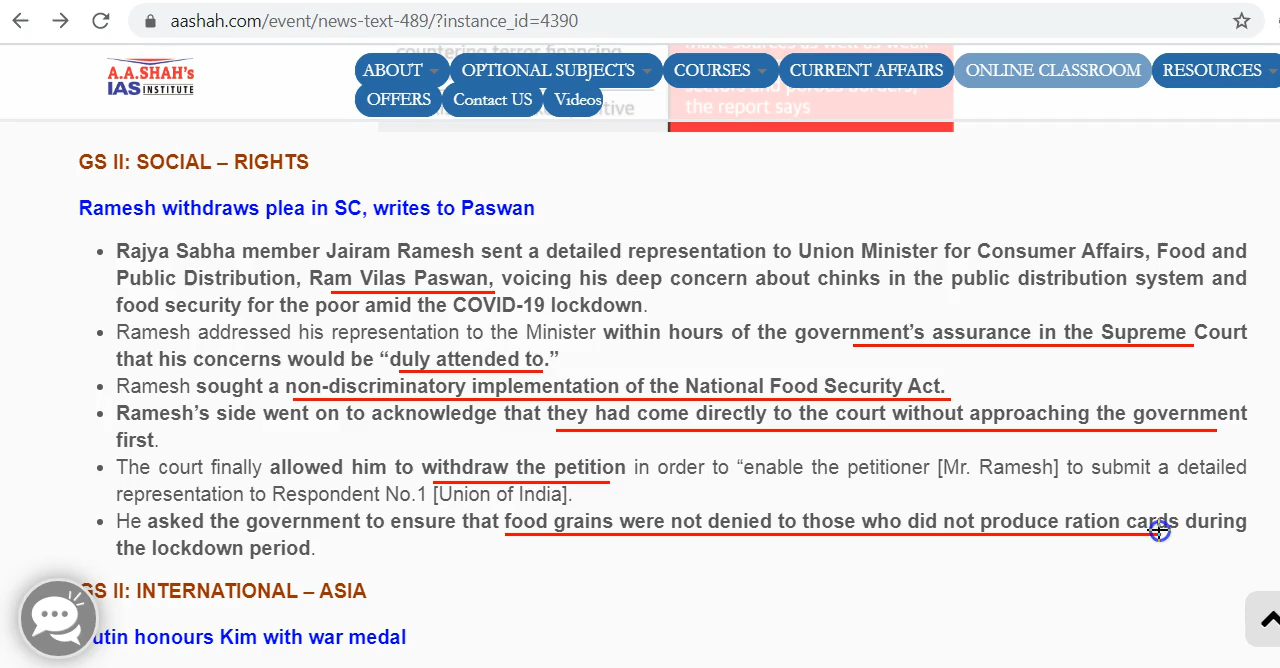 aashah.com/event/news-text-489/?instance_id=4390
A.A.SHAH's
IAS INSTITUTE
ABOUT OPTIONAL SUBJECTS COURSES CURRENT AFFAIRS ONLINE CLASSROOM RESOURCES
OFFERS Contact US Videos
countering terror financing
the report says
GS II: SOCIAL – RIGHTS
Ramesh withdraws plea in SC, writes to Paswan
• Rajya Sabha member Jairam Ramesh sent a detailed representation to Union Minister for Consumer Affairs, Food and
Public Distribution, Ram Vilas Paswan, voicing his deep concern about chinks in the public distribution system and
food security for the poor amid the COVID-19 lockdown.
• Ramesh addressed his representation to the Minister within hours of the government's assurance in the Supreme Court
that his concerns would be “duly attended to.”
• Ramesh sought a non-discriminatory implementation of the National Food Security Act.
• Ramesh's side went on to acknowledge that they had come directly to the court without approaching the government
first.
• The court finally allowed him to withdraw the petition in order to “enable the petitioner [Mr. Ramesh] to submit a detailed
representation to Respondent No.1 [Union of India].
• He asked the government to ensure that food grains were not denied to those who did not produce ration cards during
the lockdown period.
GS II: INTERNATIONAL – ASIA
utin honours Kim with war medal